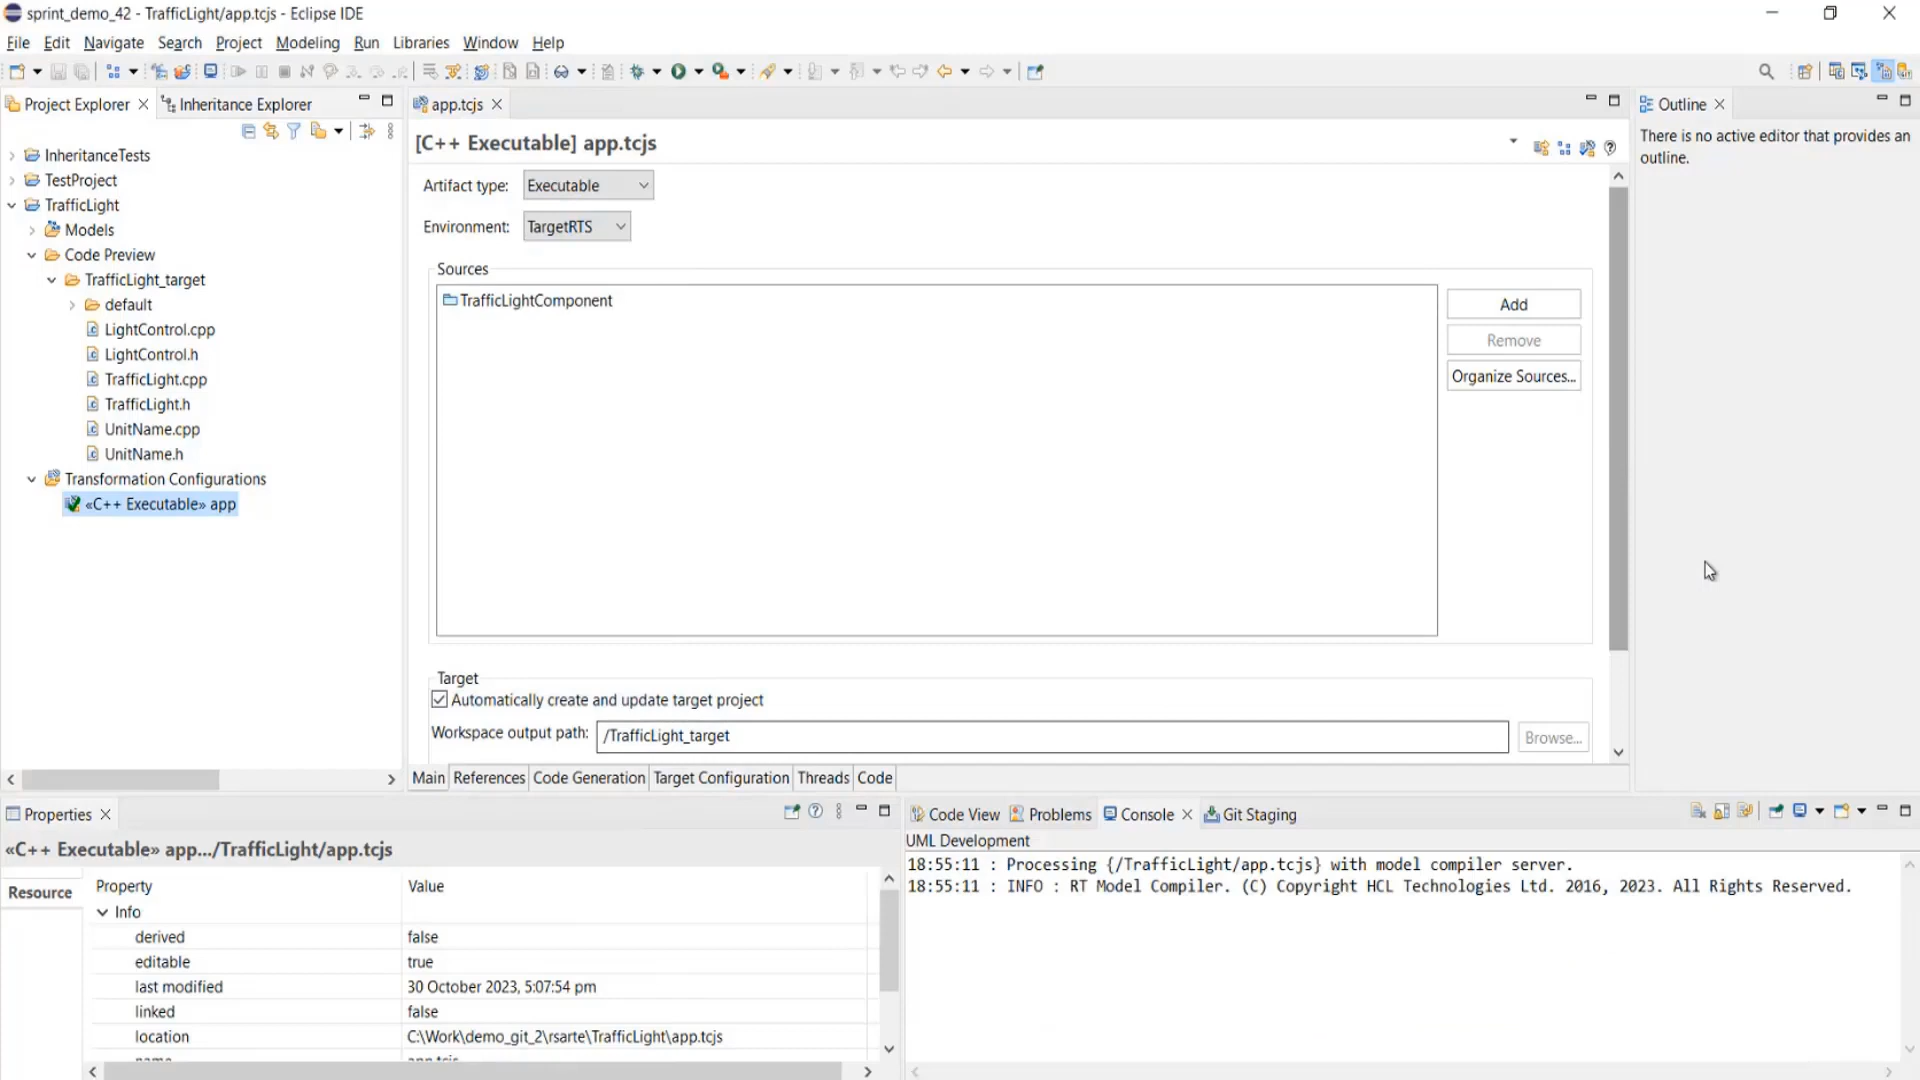 sprint_demo_42 - TrafficLight/app.tcjs - Eclipse IDE
File Edit Navigate Search Project Modeling Run Libraries Window Help
Project Explorer
Inheritance Explorer
InheritanceTests
TestProject
TrafficLight
Models
Code Preview
TrafficLight_target
default
LightControl.cpp
LightControl.h
TrafficLight.cpp
TrafficLight.h
UnitName.cpp
UnitName.h
Transformation Configurations
«C++ Executable» app
app.tcjs
[C++ Executable] app.tcjs
Artifact type: Executable
Environment: TargetRTS
Sources
TrafficLightComponent
Add
Remove
Organize Sources...
Target
Automatically create and update target project
Workspace output path: /TrafficLight_target
Browse...
Main References Code Generation Target Configuration Threads Code
Outline
There is no active editor that provides an
outline.
Properties
«C++ Executable» app.../TrafficLight/app.tcjs
Resource
Property Value
Info
derived false
editable true
last modified 30 October 2023, 5:07:54 pm
linked false
location C:\Work\demo_git_2\rsarte\TrafficLight\app.tcjs
name app.tcjs
Code View Problems Console Git Staging
UML Development
18:55:11 : Processing {/TrafficLight/app.tcjs} with model compiler server.
18:55:11 : INFO : RT Model Compiler. (C) Copyright HCL Technologies Ltd. 2016, 2023. All Rights Reserved.